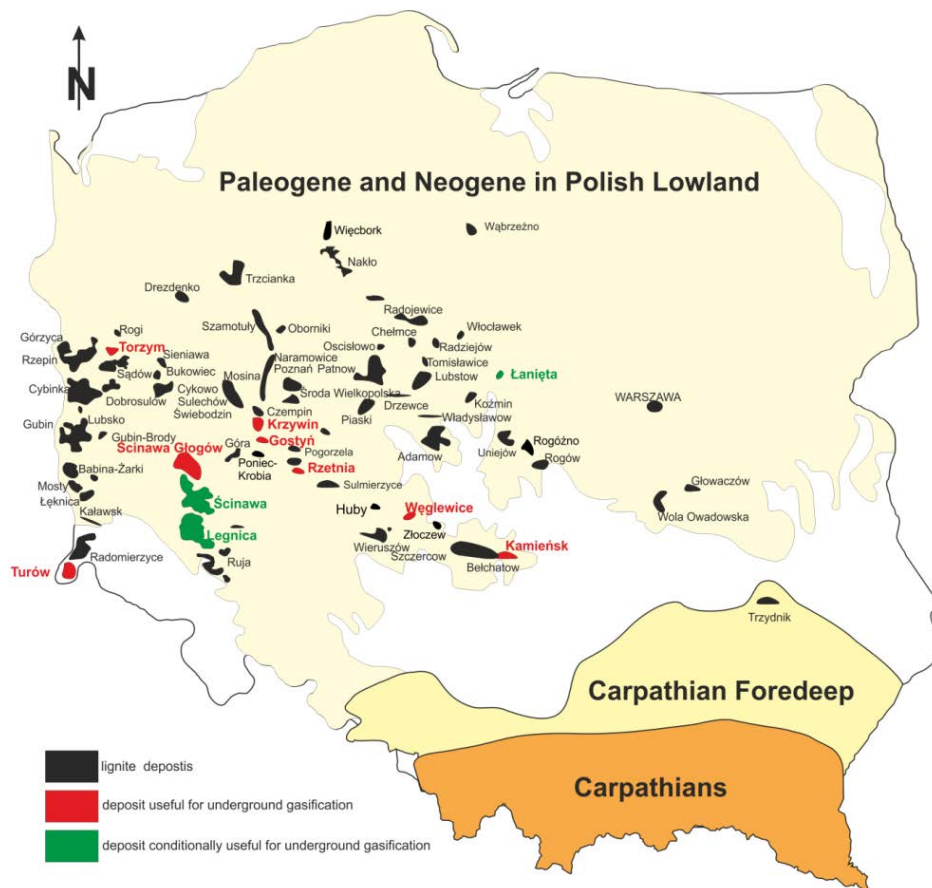 N
Paleogene and Neogene in Polish Lowland
Więcbork
Wąbrzeźno
Nakło
Trzcianka
Drezdenko
Radojewice
Szamotuły
Oborniki
Chełmce
Włocławek
Rogi
Górzyca
Torzym
Oscisłowo
Radziejów
Rzepin
Sieniawa
Naramowice
Poznań
Patnow
Tomisławice
Bukowiec
Mosina
Lubstow
Łanięta
Sądów
Cybinka
Cykowo
Środa Wielkopolska
WARSZAWA
Dobrosulów
Sulechów
Drzewce
Koźmin
Świebodzin
Czempin
Piaski
Władysławow
Gubin
Lubsko
Krzywin
Gubin-Brody
Gostyń
Rogóźno
Ścinawa Głogów
Góra
Pogorzela
Adamow
Uniejów
Rogów
Babina-Żarki
Poniec-
Krobia
Rzetnia
Mosty
Sulmierzyce
Głowaczów
Łęknica
Ścinawa
Huby
Węglewice
Wola Owadowska
Kaławsk
Legnica
Złoczew
Kamieńsk
Wieruszów
Szczercow
Radomierzyce
Ruja
Bełchatow
Turów
Trzydnik
Carpathian Foredeep
Carpathians
lignite depostis
deposit useful for underground gasification
deposit conditionally useful for underground gasification